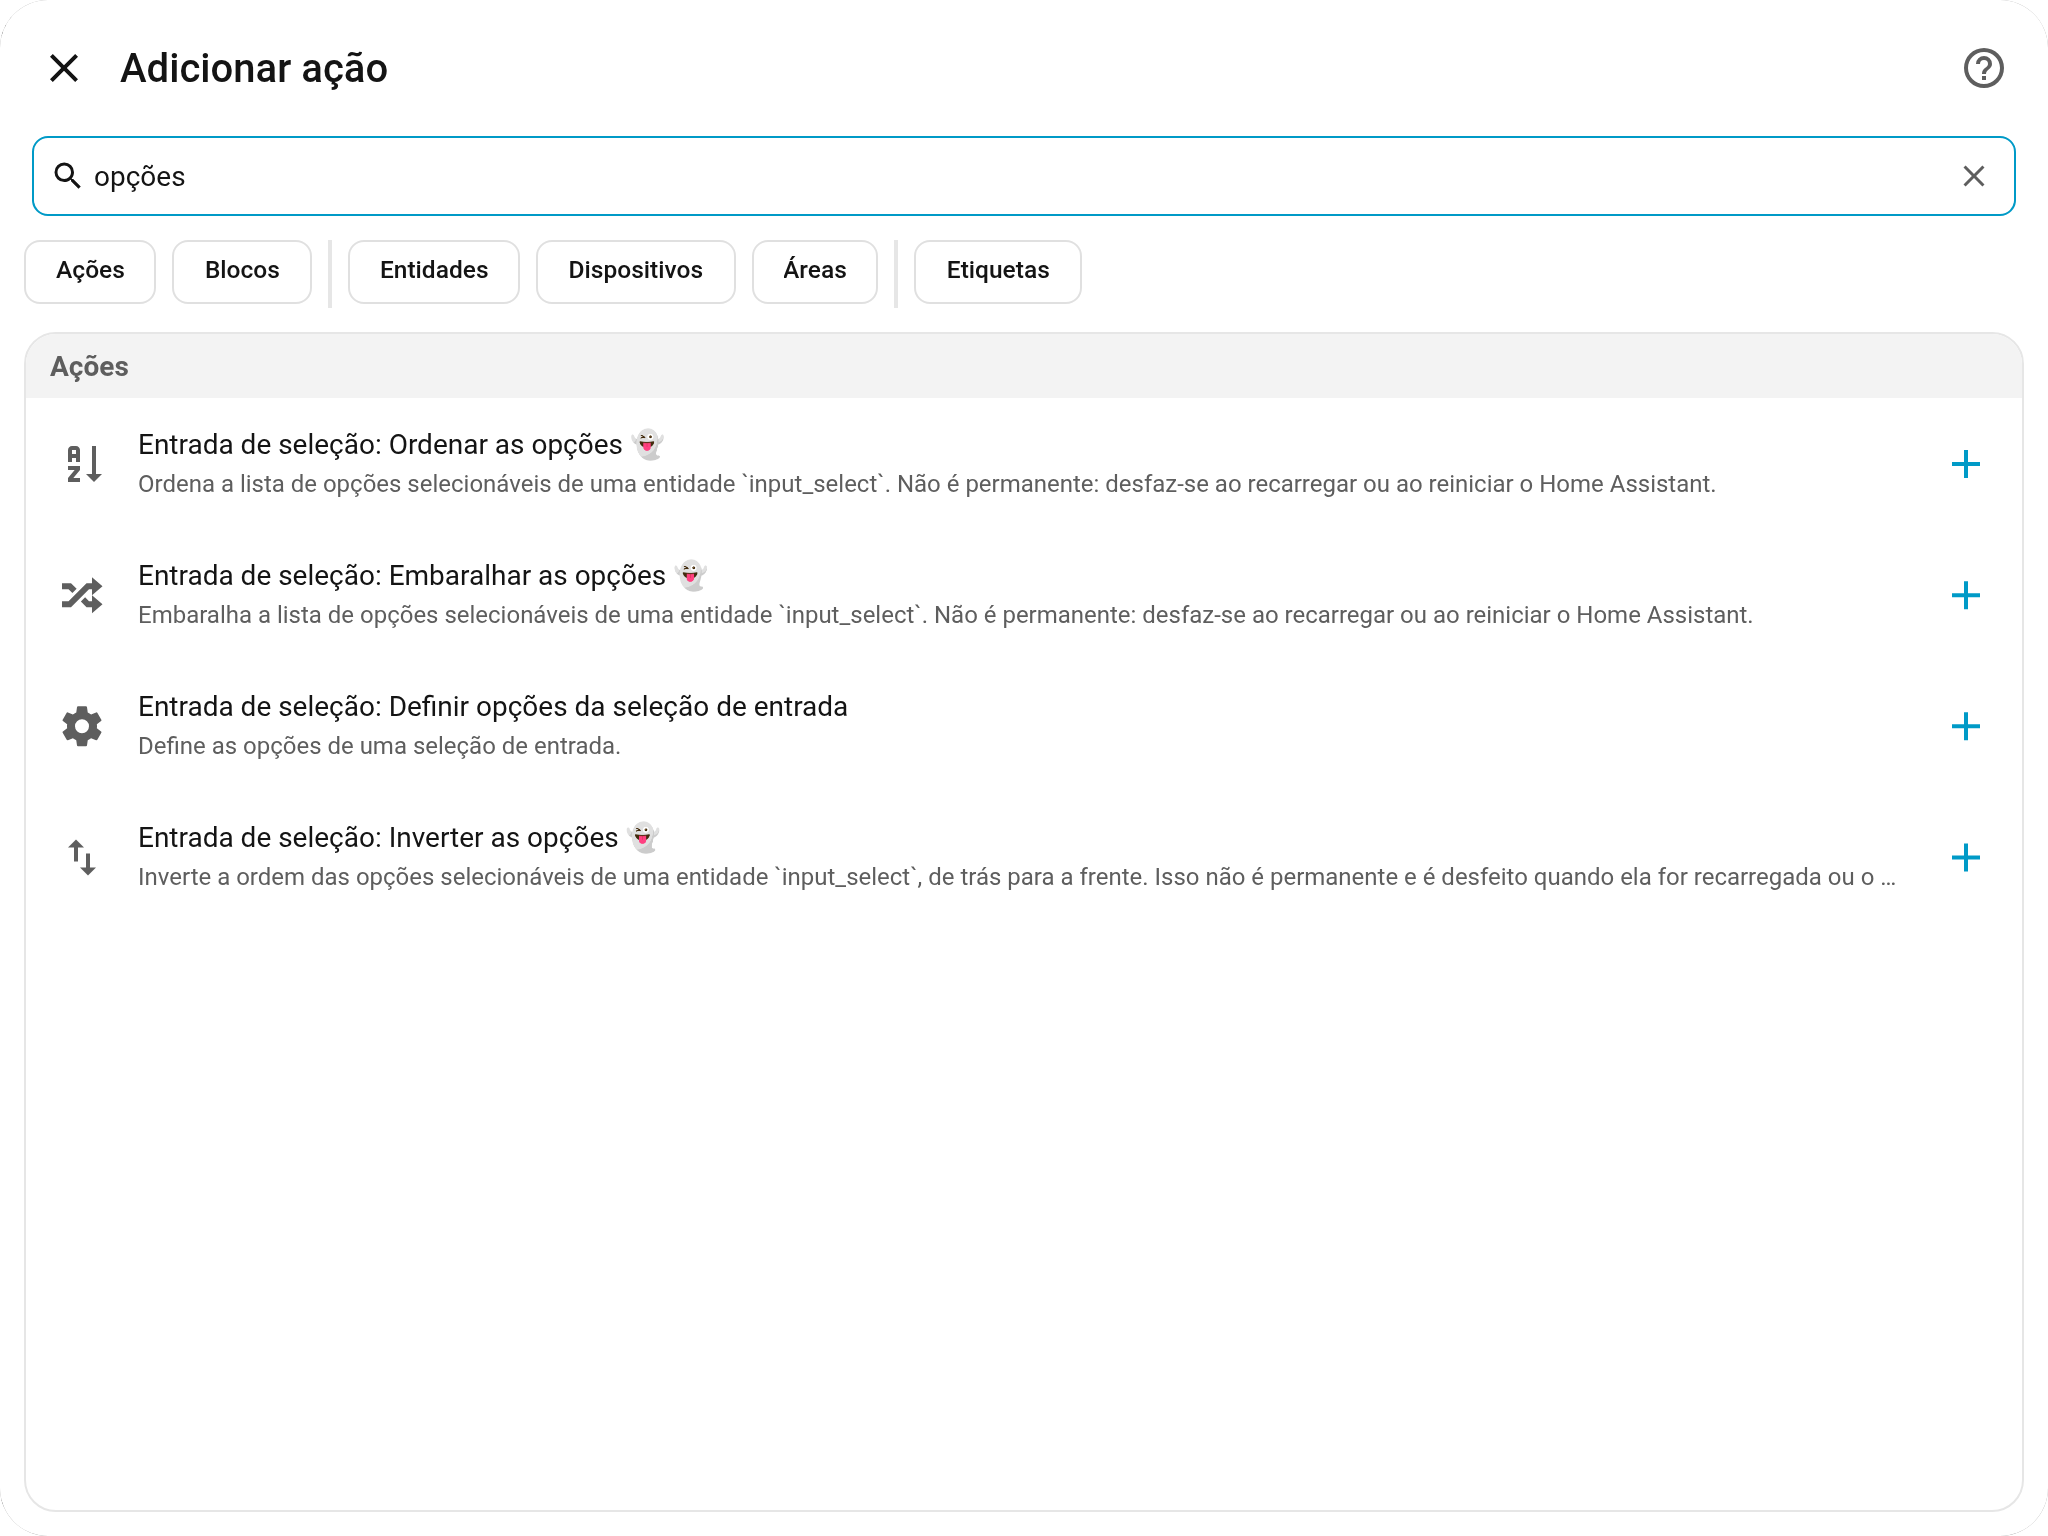 Adicionar ação
opções
Ações
Blocos
Entidades
Dispositivos
Áreas
Etiquetas
Ações
Entrada de seleção: Ordenar as opções 👻
Ordena a lista de opções selecionáveis de uma entidade `input_select`. Não é permanente: desfaz-se ao recarregar ou ao reiniciar o Home Assistant.
Entrada de seleção: Embaralhar as opções 👻
Embaralha a lista de opções selecionáveis de uma entidade `input_select`. Não é permanente: desfaz-se ao recarregar ou ao reiniciar o Home Assistant.
Entrada de seleção: Definir opções da seleção de entrada
Define as opções de uma seleção de entrada.
Entrada de seleção: Inverter as opções 👻
Inverte a ordem das opções selecionáveis de uma entidade `input_select`, de trás para a frente. Isso não é permanente e é desfeito quando ela for recarregada ou o ...